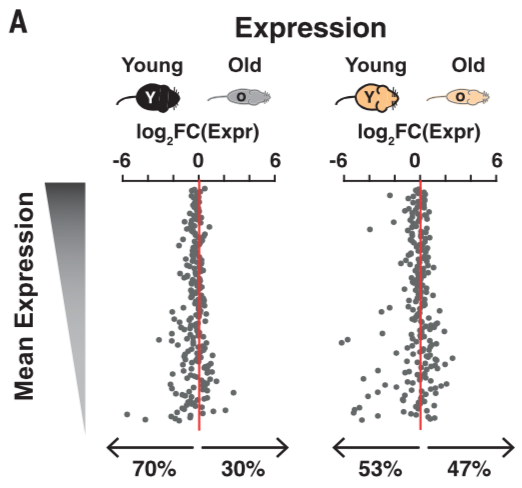 A
Expression
Young Old Young Old
Y O Y O
log₂FC(Expr) log₂FC(Expr)
-6 0 6 -6 0 6
Mean Expression
70% 30% 53% 47%